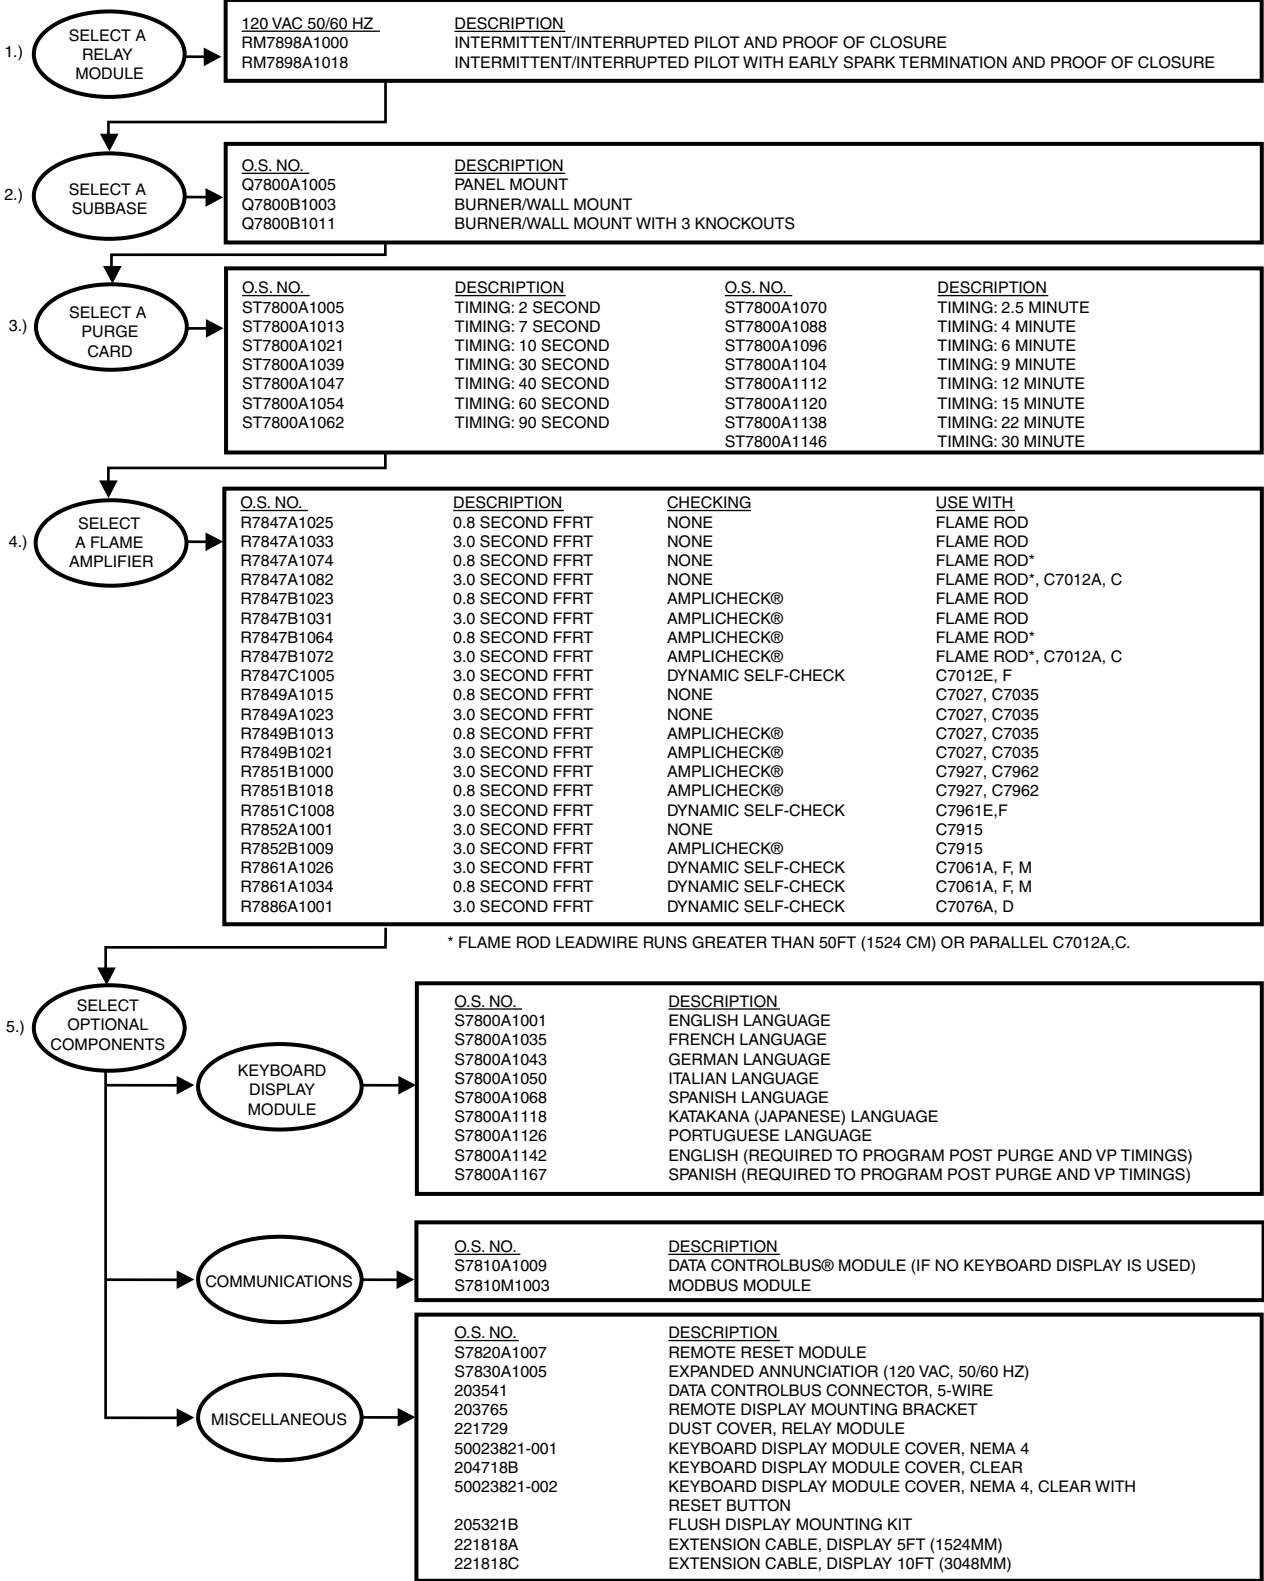 1.)
SELECT A
RELAY
MODULE
120 VAC 50/60 HZ DESCRIPTION
RM7898A1000 INTERMITTENT/INTERRUPTED PILOT AND PROOF OF CLOSURE
RM7898A1018 INTERMITTENT/INTERRUPTED PILOT WITH EARLY SPARK TERMINATION AND PROOF OF CLOSURE
2.)
SELECT A
SUBBASE
O.S. NO. DESCRIPTION
Q7800A1005 PANEL MOUNT
Q7800B1003 BURNER/WALL MOUNT
Q7800B1011 BURNER/WALL MOUNT WITH 3 KNOCKOUTS
3.)
SELECT A
PURGE
CARD
O.S. NO. DESCRIPTION O.S. NO. DESCRIPTION
ST7800A1005 TIMING: 2 SECOND ST7800A1070 TIMING: 2.5 MINUTE
ST7800A1013 TIMING: 7 SECOND ST7800A1088 TIMING: 4 MINUTE
ST7800A1021 TIMING: 10 SECOND ST7800A1096 TIMING: 6 MINUTE
ST7800A1039 TIMING: 30 SECOND ST7800A1104 TIMING: 9 MINUTE
ST7800A1047 TIMING: 40 SECOND ST7800A1112 TIMING: 12 MINUTE
ST7800A1054 TIMING: 60 SECOND ST7800A1120 TIMING: 15 MINUTE
ST7800A1062 TIMING: 90 SECOND ST7800A1138 TIMING: 22 MINUTE
ST7800A1146 TIMING: 30 MINUTE
4.)
SELECT
A FLAME
AMPLIFIER
O.S. NO. DESCRIPTION CHECKING USE WITH
R7847A1025 0.8 SECOND FFRT NONE FLAME ROD
R7847A1033 3.0 SECOND FFRT NONE FLAME ROD
R7847A1074 0.8 SECOND FFRT NONE FLAME ROD*
R7847A1082 3.0 SECOND FFRT NONE FLAME ROD*, C7012A, C
R7847B1023 0.8 SECOND FFRT AMPLICHECK® FLAME ROD
R7847B1031 3.0 SECOND FFRT AMPLICHECK® FLAME ROD
R7847B1064 0.8 SECOND FFRT AMPLICHECK® FLAME ROD*
R7847B1072 3.0 SECOND FFRT AMPLICHECK® FLAME ROD*, C7012A, C
R7847C1005 3.0 SECOND FFRT DYNAMIC SELF-CHECK C7012E, F
R7849A1015 0.8 SECOND FFRT NONE C7027, C7035
R7849A1023 3.0 SECOND FFRT NONE C7027, C7035
R7849B1013 0.8 SECOND FFRT AMPLICHECK® C7027, C7035
R7849B1021 3.0 SECOND FFRT AMPLICHECK® C7027, C7035
R7851B1000 3.0 SECOND FFRT AMPLICHECK® C7927, C7962
R7851B1018 0.8 SECOND FFRT AMPLICHECK® C7927, C7962
R7851C1008 3.0 SECOND FFRT DYNAMIC SELF-CHECK C7961E,F
R7852A1001 3.0 SECOND FFRT NONE C7915
R7852B1009 3.0 SECOND FFRT AMPLICHECK® C7915
R7861A1026 3.0 SECOND FFRT DYNAMIC SELF-CHECK C7061A, F, M
R7861A1034 0.8 SECOND FFRT DYNAMIC SELF-CHECK C7061A, F, M
R7886A1001 3.0 SECOND FFRT DYNAMIC SELF-CHECK C7076A, D
* FLAME ROD LEADWIRE RUNS GREATER THAN 50FT (1524 CM) OR PARALLEL C7012A,C.
5.)
SELECT
OPTIONAL
COMPONENTS
KEYBOARD
DISPLAY
MODULE
O.S. NO. DESCRIPTION
S7800A1001 ENGLISH LANGUAGE
S7800A1035 FRENCH LANGUAGE
S7800A1043 GERMAN LANGUAGE
S7800A1050 ITALIAN LANGUAGE
S7800A1068 SPANISH LANGUAGE
S7800A1118 KATAKANA (JAPANESE) LANGUAGE
S7800A1126 PORTUGUESE LANGUAGE
S7800A1142 ENGLISH (REQUIRED TO PROGRAM POST PURGE AND VP TIMINGS)
S7800A1167 SPANISH (REQUIRED TO PROGRAM POST PURGE AND VP TIMINGS)
COMMUNICATIONS
O.S. NO. DESCRIPTION
S7810A1009 DATA CONTROLBUS® MODULE (IF NO KEYBOARD DISPLAY IS USED)
S7810M1003 MODBUS MODULE
MISCELLANEOUS
O.S. NO. DESCRIPTION
S7820A1007 REMOTE RESET MODULE
S7830A1005 EXPANDED ANNUNCIATIOR (120 VAC, 50/60 HZ)
203541 DATA CONTROLBUS CONNECTOR, 5-WIRE
203765 REMOTE DISPLAY MOUNTING BRACKET
221729 DUST COVER, RELAY MODULE
50023821-001 KEYBOARD DISPLAY MODULE COVER, NEMA 4
204718B KEYBOARD DISPLAY MODULE COVER, CLEAR
50023821-002 KEYBOARD DISPLAY MODULE COVER, NEMA 4, CLEAR WITH
RESET BUTTON
205321B FLUSH DISPLAY MOUNTING KIT
221818A EXTENSION CABLE, DISPLAY 5FT (1524MM)
221818C EXTENSION CABLE, DISPLAY 10FT (3048MM)